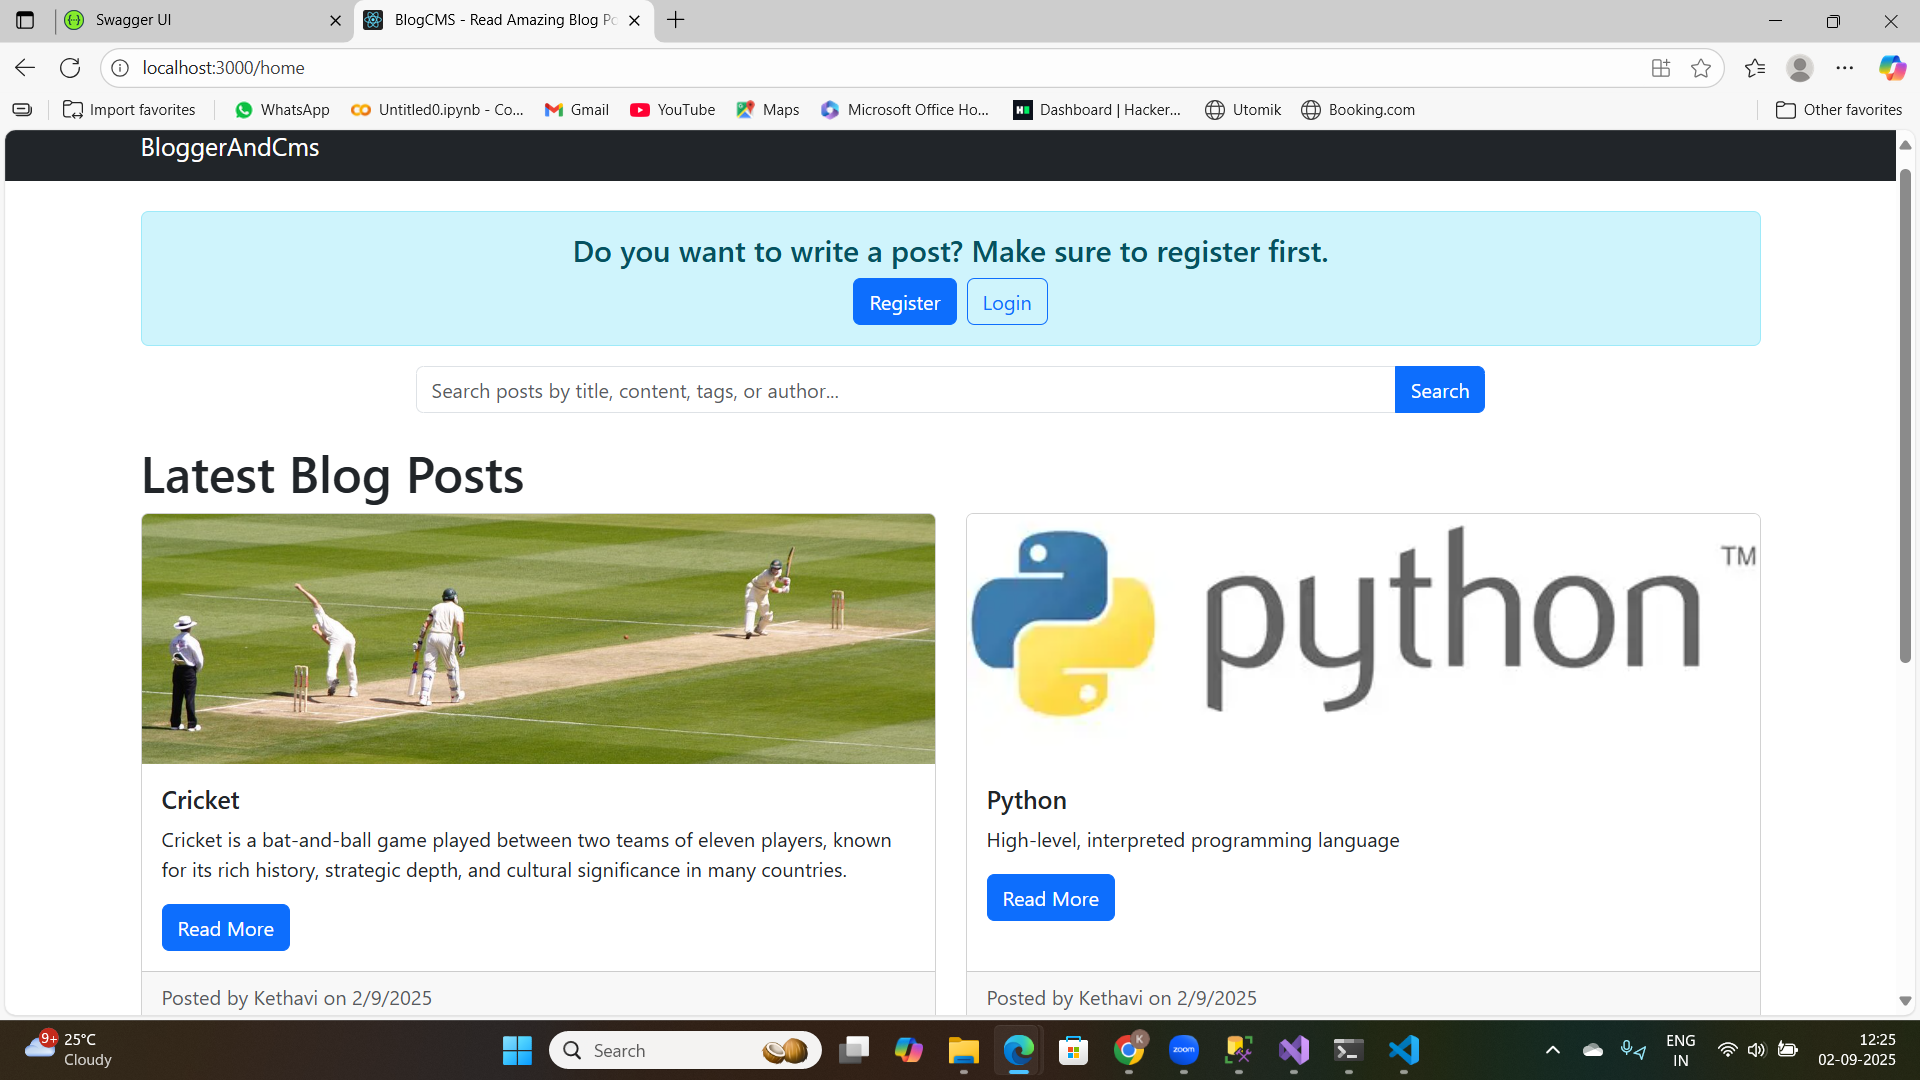 Swagger UI
BlogCMS - Read Amazing Blog Po
localhost:3000/home
Import favorites
WhatsApp
Untitled0.ipynb - Co...
Gmail
YouTube
Maps
Microsoft Office Ho...
Dashboard | Hacker...
Utomik
Booking.com
Other favorites
BloggerAndCms
Do you want to write a post? Make sure to register first.
Register
Login
Search posts by title, content, tags, or author...
Search
Latest Blog Posts
python TM
Cricket
Cricket is a bat-and-ball game played between two teams of eleven players, known
for its rich history, strategic depth, and cultural significance in many countries.
Read More
Posted by Kethavi on 2/9/2025
Python
High-level, interpreted programming language
Read More
Posted by Kethavi on 2/9/2025
9+
25°C
Cloudy
Search
K
zoom
ENG
IN
12:25
02-09-2025